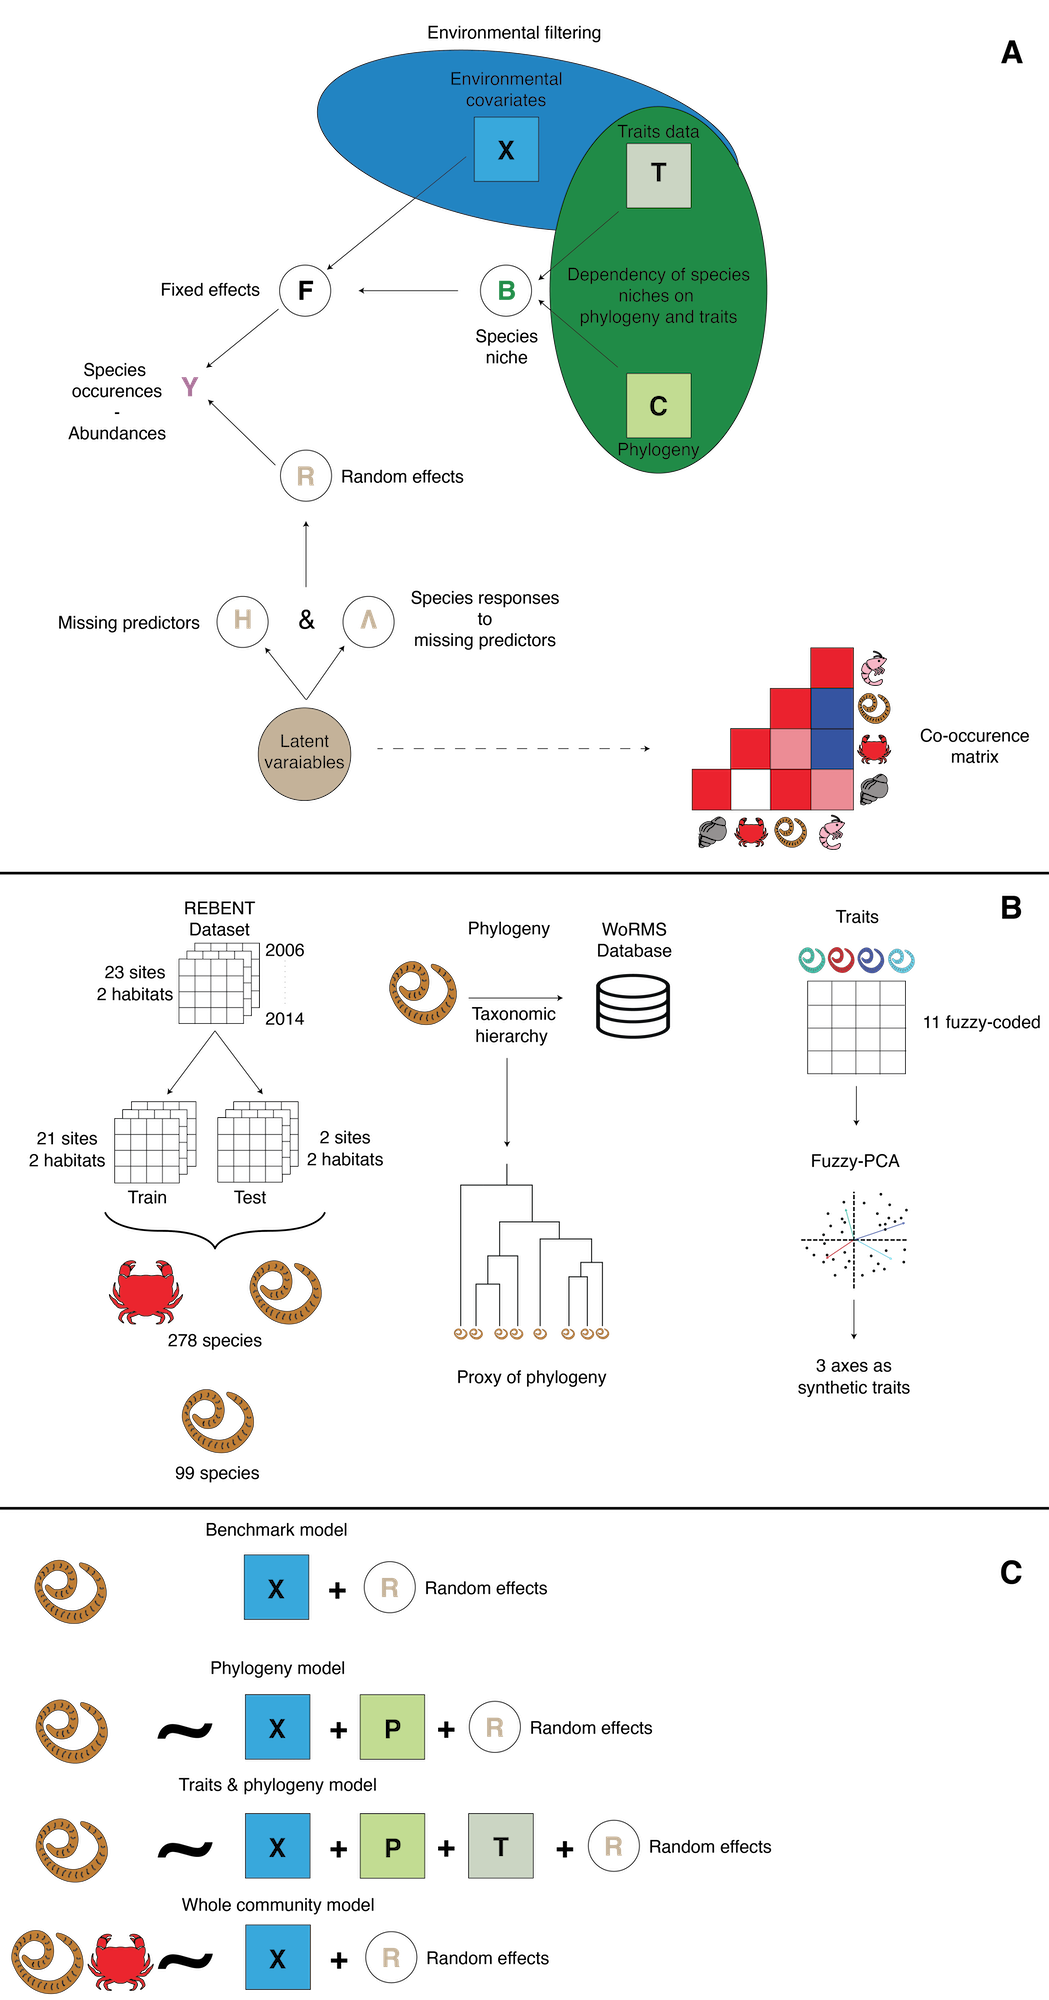 Environmental filtering
A
Environmental
covariates
X
Traits data
T
Dependency of species
niches on
phylogeny and traits
Fixed effects
F
B
Species
niche
C
Phylogeny
Species
occurences
-
Abundances
Y
R
Random effects
Missing predictors
H
&
Λ
Species responses
to
missing predictors
Latent
varaiables
Co-occurence
matrix
B
REBENT
Dataset
2006
23 sites
2 habitats
2014
21 sites
2 habitats
2 sites
2 habitats
Train
Test
278 species
99 species
Phylogeny
WoRMS
Database
Taxonomic
hierarchy
Proxy of phylogeny
Traits
11 fuzzy-coded
Fuzzy-PCA
3 axes as
synthetic traits
C
Benchmark model
X + R Random effects
Phylogeny model
~ X + P + R Random effects
Traits & phylogeny model
~ X + P + T + R Random effects
Whole community model
~ X + R Random effects